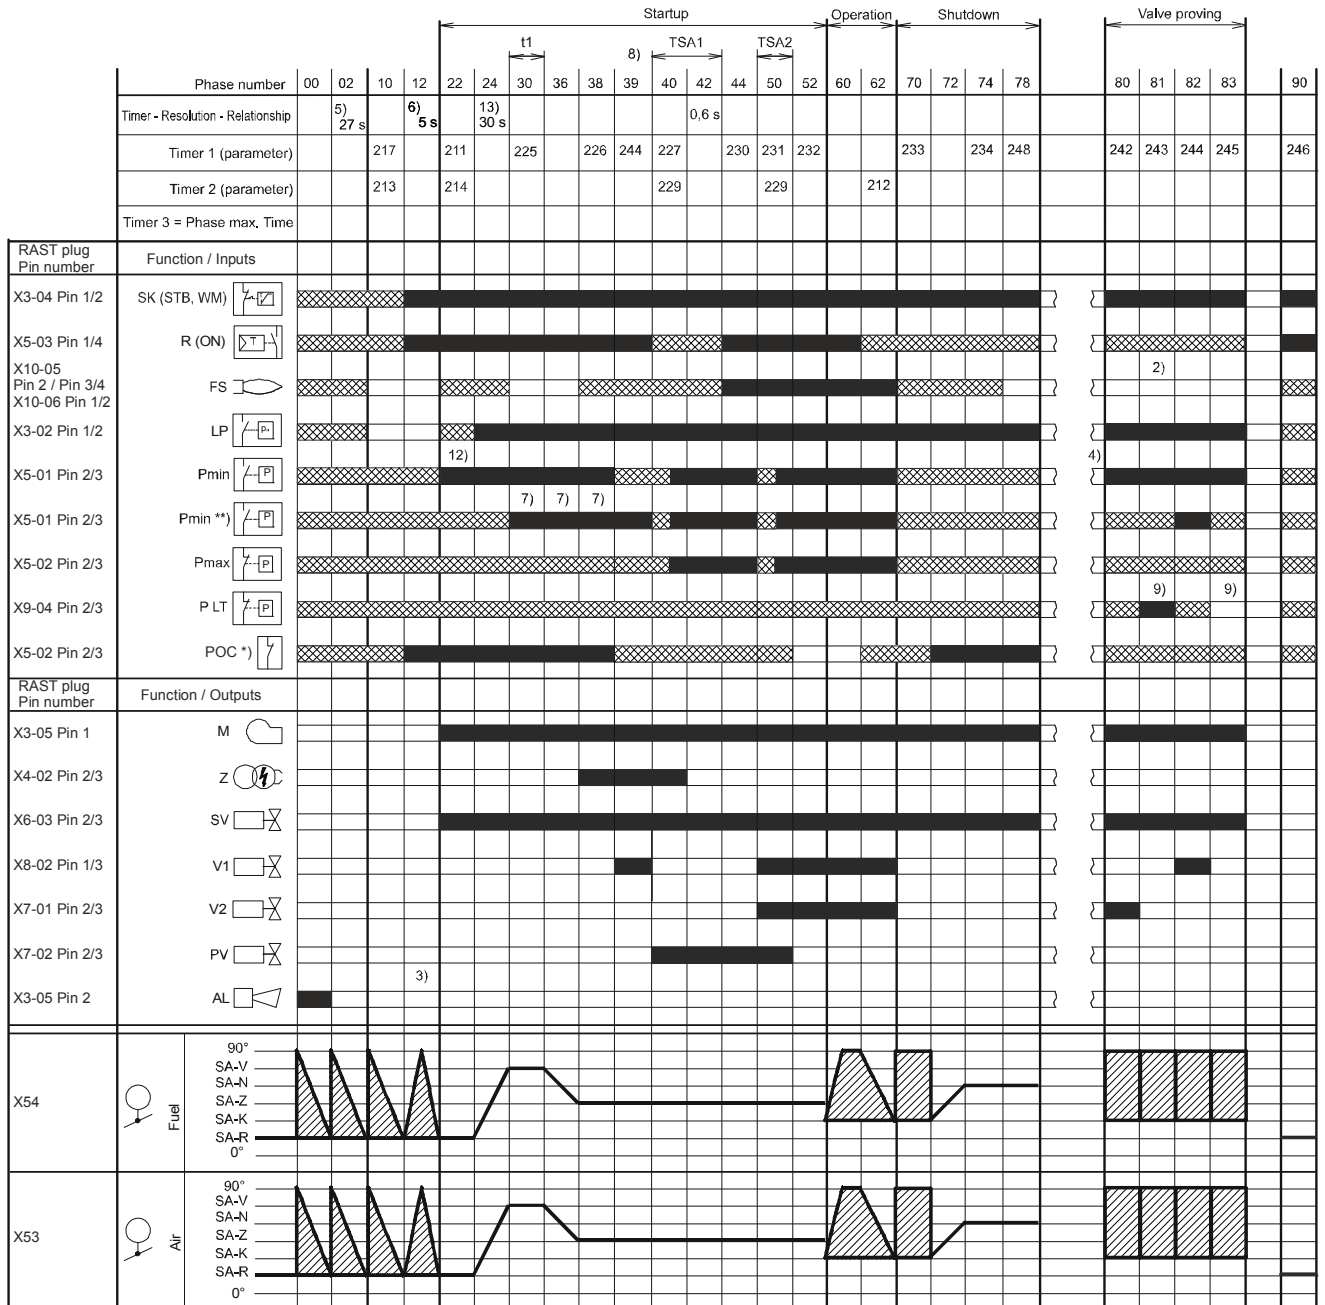 Startup Operation Shutdown Valve proving
t1 8) TSA1 TSA2
Phase number 00 02 10 12 22 24 30 36 38 39 40 42 44 50 52 60 62 70 72 74 78 80 81 82 83 90
Timer - Resolution - Relationship 5) 27 s 6) 5 s 13) 30 s 0,6 s
Timer 1 (parameter) 217 211 225 226 244 227 230 231 232 233 234 248 242 243 244 245 246
Timer 2 (parameter) 213 214 229 229 212
Timer 3 = Phase max. Time
RAST plug
Pin number
Function / Inputs
X3-04 Pin 1/2 SK (STB, WM)
X5-03 Pin 1/4 R (ON) T
X10-05
Pin 2 / Pin 3/4
X10-06 Pin 1/2
FS 2)
X3-02 Pin 1/2 LP P
12) 4)
X5-01 Pin 2/3 Pmin P
7) 7) 7)
X5-01 Pin 2/3 Pmin **) P
X5-02 Pin 2/3 Pmax P
9) 9)
X9-04 Pin 2/3 P LT P
X5-02 Pin 2/3 POC *)
RAST plug
Pin number
Function / Outputs
X3-05 Pin 1 M
X4-02 Pin 2/3 Z
X6-03 Pin 2/3 SV
X8-02 Pin 1/3 V1
X7-01 Pin 2/3 V2
X7-02 Pin 2/3 PV
3)
X3-05 Pin 2 AL
X54
Fuel
90°
SA-V
SA-N
SA-Z
SA-K
SA-R
0°
X53
Air
90°
SA-V
SA-N
SA-Z
SA-K
SA-R
0°